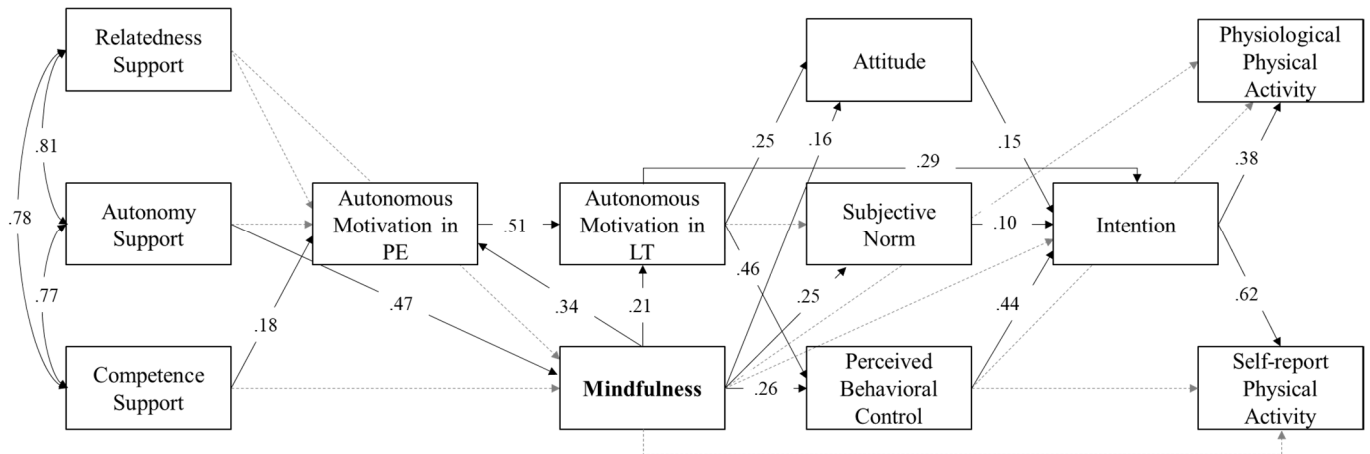 Relatedness
Support
Autonomy
Support
Competence
Support
.81
.78
.77
Autonomous
Motivation in
PE
.18
.47
.51
.34
.21
Autonomous
Motivation in
LT
Mindfulness
.25
.16
.29
.46
.25
.26
Attitude
Subjective
Norm
Perceived
Behavioral
Control
.15
.10
.44
Intention
.38
.62
Physiological
Physical
Activity
Self-report
Physical
Activity